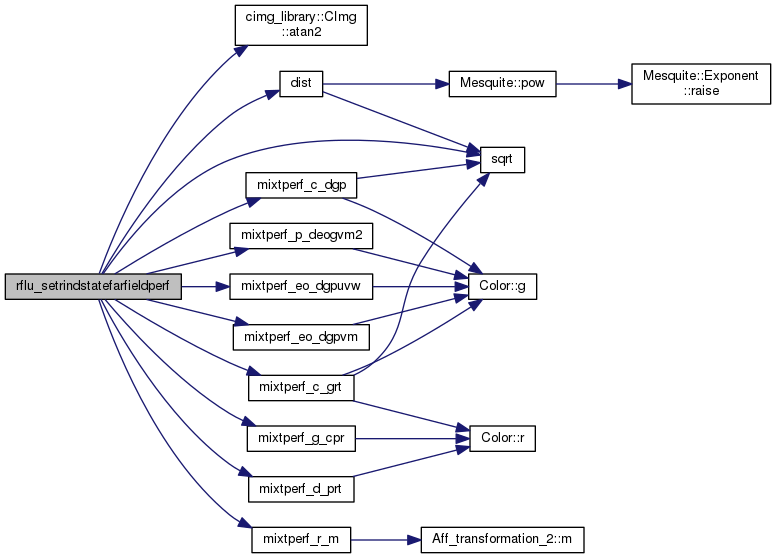 cimg_library::CImg
::atan2
dist
Mesquite::pow
Mesquite::Exponent
::raise
sqrt
mixtperf_c_dgp
mixtperf_p_deogvm2
rflu_setrindstatefarfieldperf
mixtperf_eo_dgpuvw
Color::g
mixtperf_eo_dgpvm
mixtperf_c_grt
mixtperf_g_cpr
Color::r
mixtperf_d_prt
mixtperf_r_m
Aff_transformation_2::m